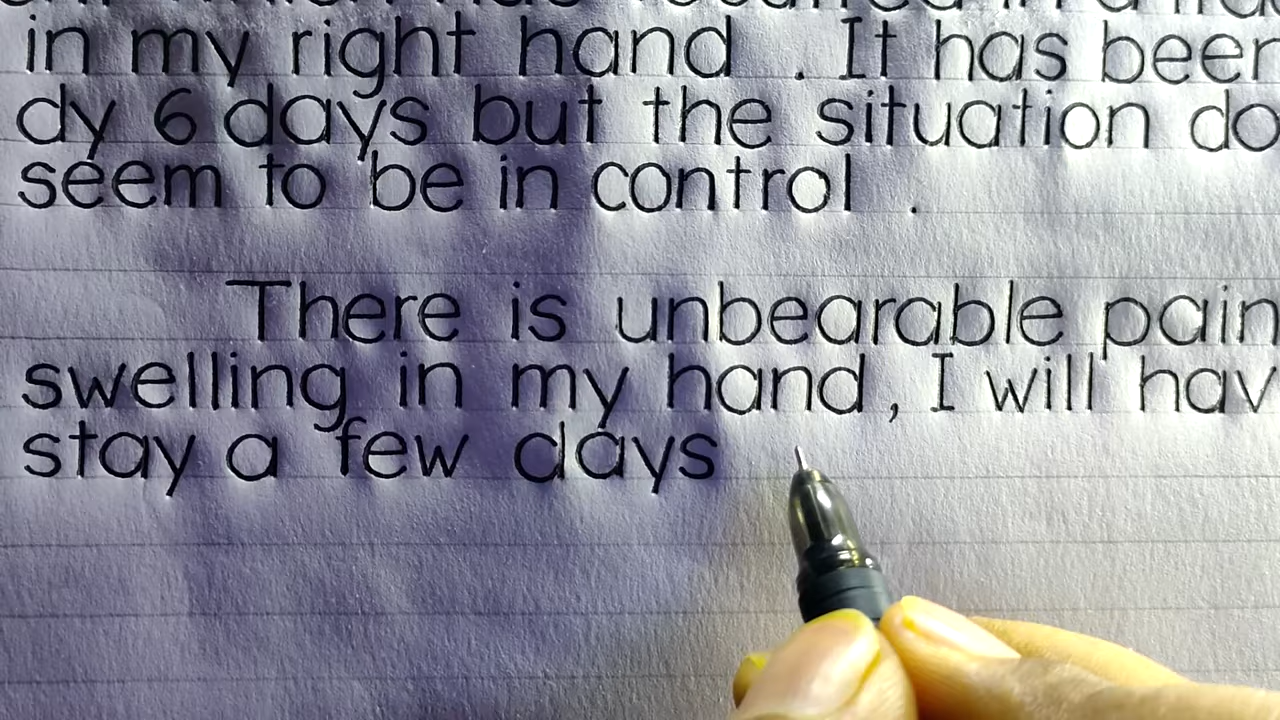 in my right hand . It has been
dy 6 days but the situation do
seem to be in control .
There is unbearable pain
swelling in my hand, I will hav
stay a few days